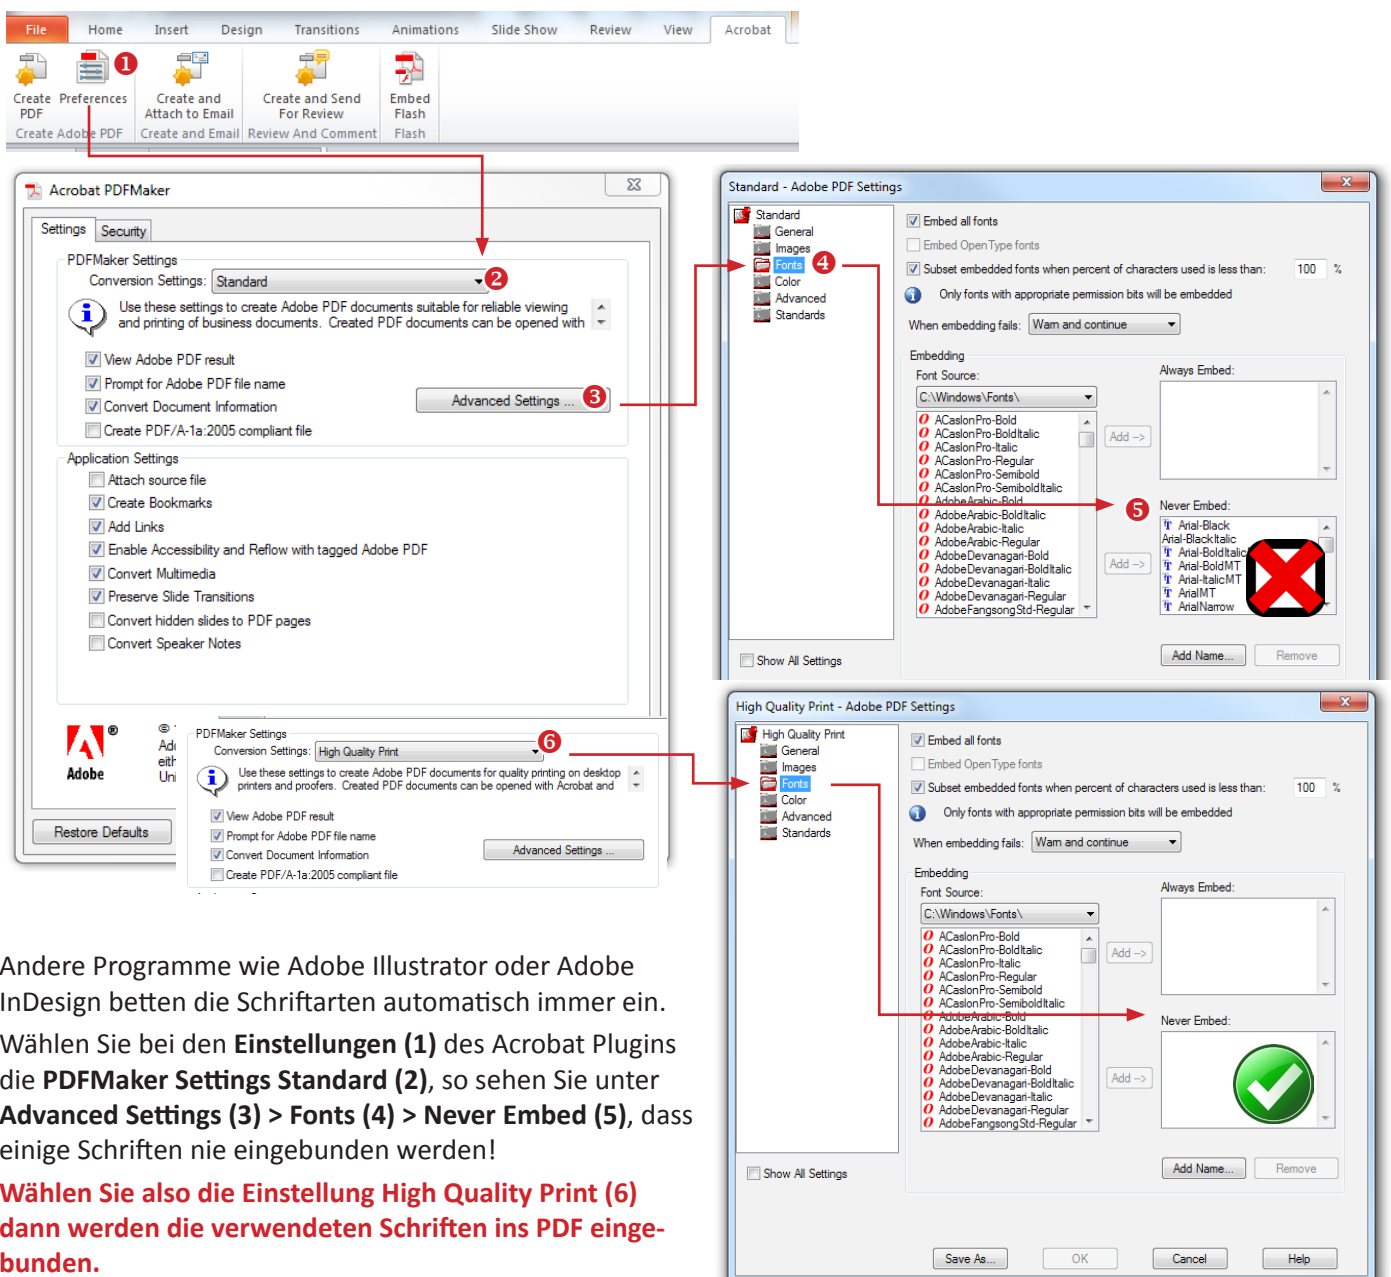 File Home Insert Design Transitions Animations Slide Show Review View Acrobat
1
Create Preferences Create and Create and Send Embed
PDF Attach to Email For Review Flash
Create Adobe PDF Create and Email Review And Comment Flash
Acrobat PDFMaker
Settings Security
PDFMaker Settings
Conversion Settings: Standard 2
Use these settings to create Adobe PDF documents suitable for reliable viewing
and printing of business documents. Created PDF documents can be opened with
View Adobe PDF result
Prompt for Adobe PDF file name
Convert Document Information
Advanced Settings ... 3
Create PDF/A-1a:2005 compliant file
Application Settings
Attach source file
Create Bookmarks
Add Links
Enable Accessibility and Reflow with tagged Adobe PDF
Convert Multimedia
Preserve Slide Transitions
Convert hidden slides to PDF pages
Convert Speaker Notes
Adobe
®
©
Ado
eith
Uni
Restore Defaults
PDFMaker Settings
Conversion Settings: High Quality Print 6
Use these settings to create Adobe PDF documents for quality printing on desktop
printers and proofers. Created PDF documents can be opened with Acrobat and
View Adobe PDF result
Prompt for Adobe PDF file name
Convert Document Information
Advanced Settings ...
Create PDF/A-1a:2005 compliant file
Standard - Adobe PDF Settings
Standard
General
Images
Fonts 4
Color
Advanced
Standards
Show All Settings
Embed all fonts
Embed OpenType fonts
Subset embedded fonts when percent of characters used is less than: 100 %
Only fonts with appropriate permission bits will be embedded
When embedding fails: Warn and continue
Embedding
Font Source:
C:\Windows\Fonts\
ACaslonPro-Bold
ACaslonPro-BoldItalic
ACaslonPro-Italic
ACaslonPro-Regular
ACaslonPro-Semibold
ACaslonPro-SemiboldItalic
AdobeArabic-Bold
AdobeArabic-BoldItalic
AdobeArabic-Italic
AdobeArabic-Regular
AdobeDevanagari-Bold
AdobeDevanagari-BoldItalic
AdobeDevanagari-Italic
AdobeDevanagari-Regular
AdobeFangsongStd-Regular
Add -->
Add -->
Always Embed:
5
Never Embed:
Arial-Black
Arial-BlackItalic
Arial-BoldItalic
Arial-BoldMT
Arial-ItalicMT
ArialMT
ArialNarrow
Add Name... Remove
High Quality Print - Adobe PDF Settings
High Quality Print
General
Images
Fonts
Color
Advanced
Standards
Show All Settings
Embed all fonts
Embed OpenType fonts
Subset embedded fonts when percent of characters used is less than: 100 %
Only fonts with appropriate permission bits will be embedded
When embedding fails: Warn and continue
Embedding
Font Source:
C:\Windows\Fonts\
ACaslonPro-Bold
ACaslonPro-BoldItalic
ACaslonPro-Italic
ACaslonPro-Regular
ACaslonPro-Semibold
ACaslonPro-SemiboldItalic
AdobeArabic-Bold
AdobeArabic-BoldItalic
AdobeArabic-Italic
AdobeArabic-Regular
AdobeDevanagari-Bold
AdobeDevanagari-BoldItalic
AdobeDevanagari-Italic
AdobeDevanagari-Regular
AdobeFangsongStd-Regular
Add -->
Add -->
Always Embed:
Never Embed:
Add Name... Remove
Save As... OK Cancel Help
Andere Programme wie Adobe Illustrator oder Adobe
InDesign betten die Schriftarten automatisch immer ein.
Wählen Sie bei den Einstellungen (1) des Acrobat Plugins
die PDFMaker Settings Standard (2), so sehen Sie unter
Advanced Settings (3) > Fonts (4) > Never Embed (5), dass
einige Schriften nie eingebunden werden!
Wählen Sie also die Einstellung High Quality Print (6)
dann werden die verwendeten Schriften ins PDF einge-
bunden.